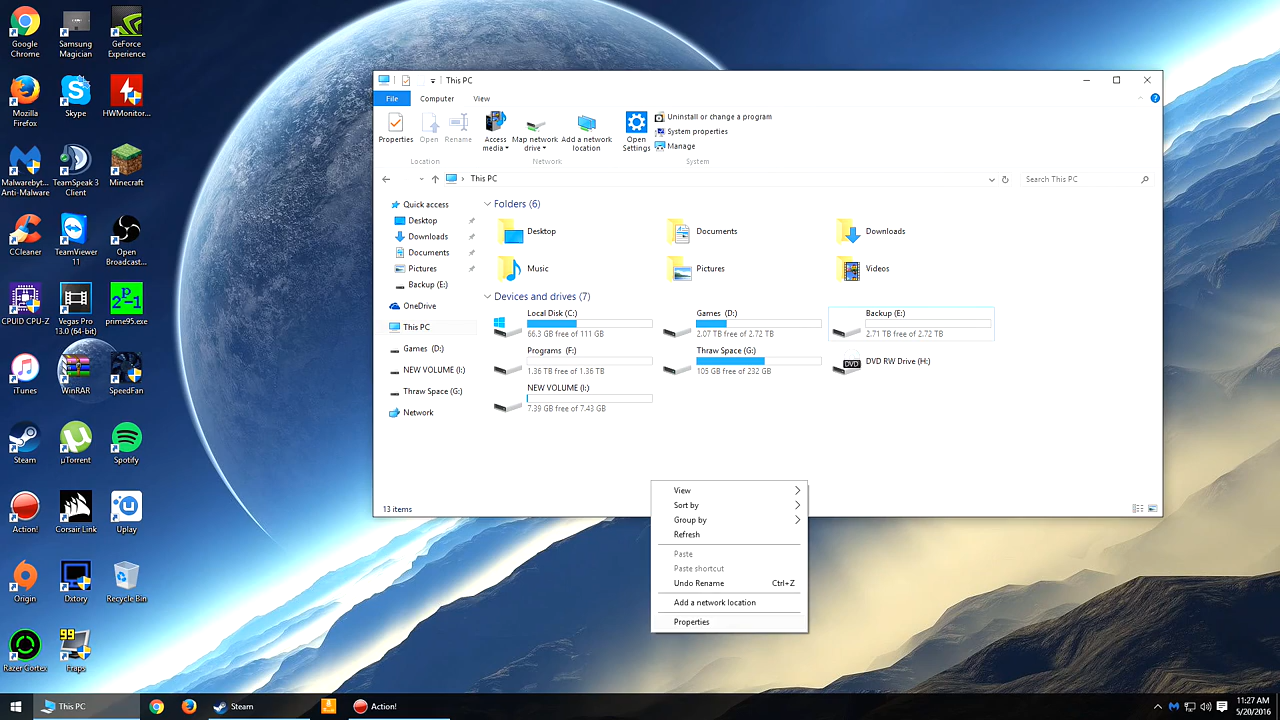 Google
Chrome
Samsung
Magician
GeForce
Experience
Mozilla
Firefox
Skype
HWMonitor...
Malwarebyt...
Anti-Malware
TeamSpeak 3
Client
Minecraft
CCleaner
TeamViewer
11
Open
Broadcast...
CPUID CPU-Z
Vegas Pro
13.0 (64-bit)
2P-1
prime95.exe
iTunes
WinRAR
SpeedFan
Steam
µTorrent
Spotify
Action!
Corsair Link
Uplay
Origin
Dxtory
Recycle Bin
Razer Cortex
99
Fraps
This PC
File
Computer
View
Properties
Open
Rename
Access
media
Map network
drive
Add a network
location
Open
Settings
Uninstall or change a program
System properties
Manage
Location
Network
System
This PC
Search This PC
Quick access
Desktop
Downloads
Documents
Pictures
Backup (E:)
OneDrive
This PC
Games (D:)
NEW VOLUME (I:)
Thraw Space (G:)
Network
Folders (6)
Desktop
Documents
Downloads
Music
Pictures
Videos
Devices and drives (7)
Local Disk (C:)
66.3 GB free of 111 GB
Games (D:)
2.07 TB free of 2.72 TB
Backup (E:)
2.71 TB free of 2.72 TB
Programs (F:)
1.36 TB free of 1.36 TB
Thraw Space (G:)
105 GB free of 232 GB
DVD
DVD RW Drive (H:)
NEW VOLUME (I:)
7.39 GB free of 7.43 GB
13 items
View
Sort by
Group by
Refresh
Paste
Paste shortcut
Undo Rename Ctrl+Z
Add a network location
Properties
This PC
Steam
Action!
11:27 AM
5/20/2016